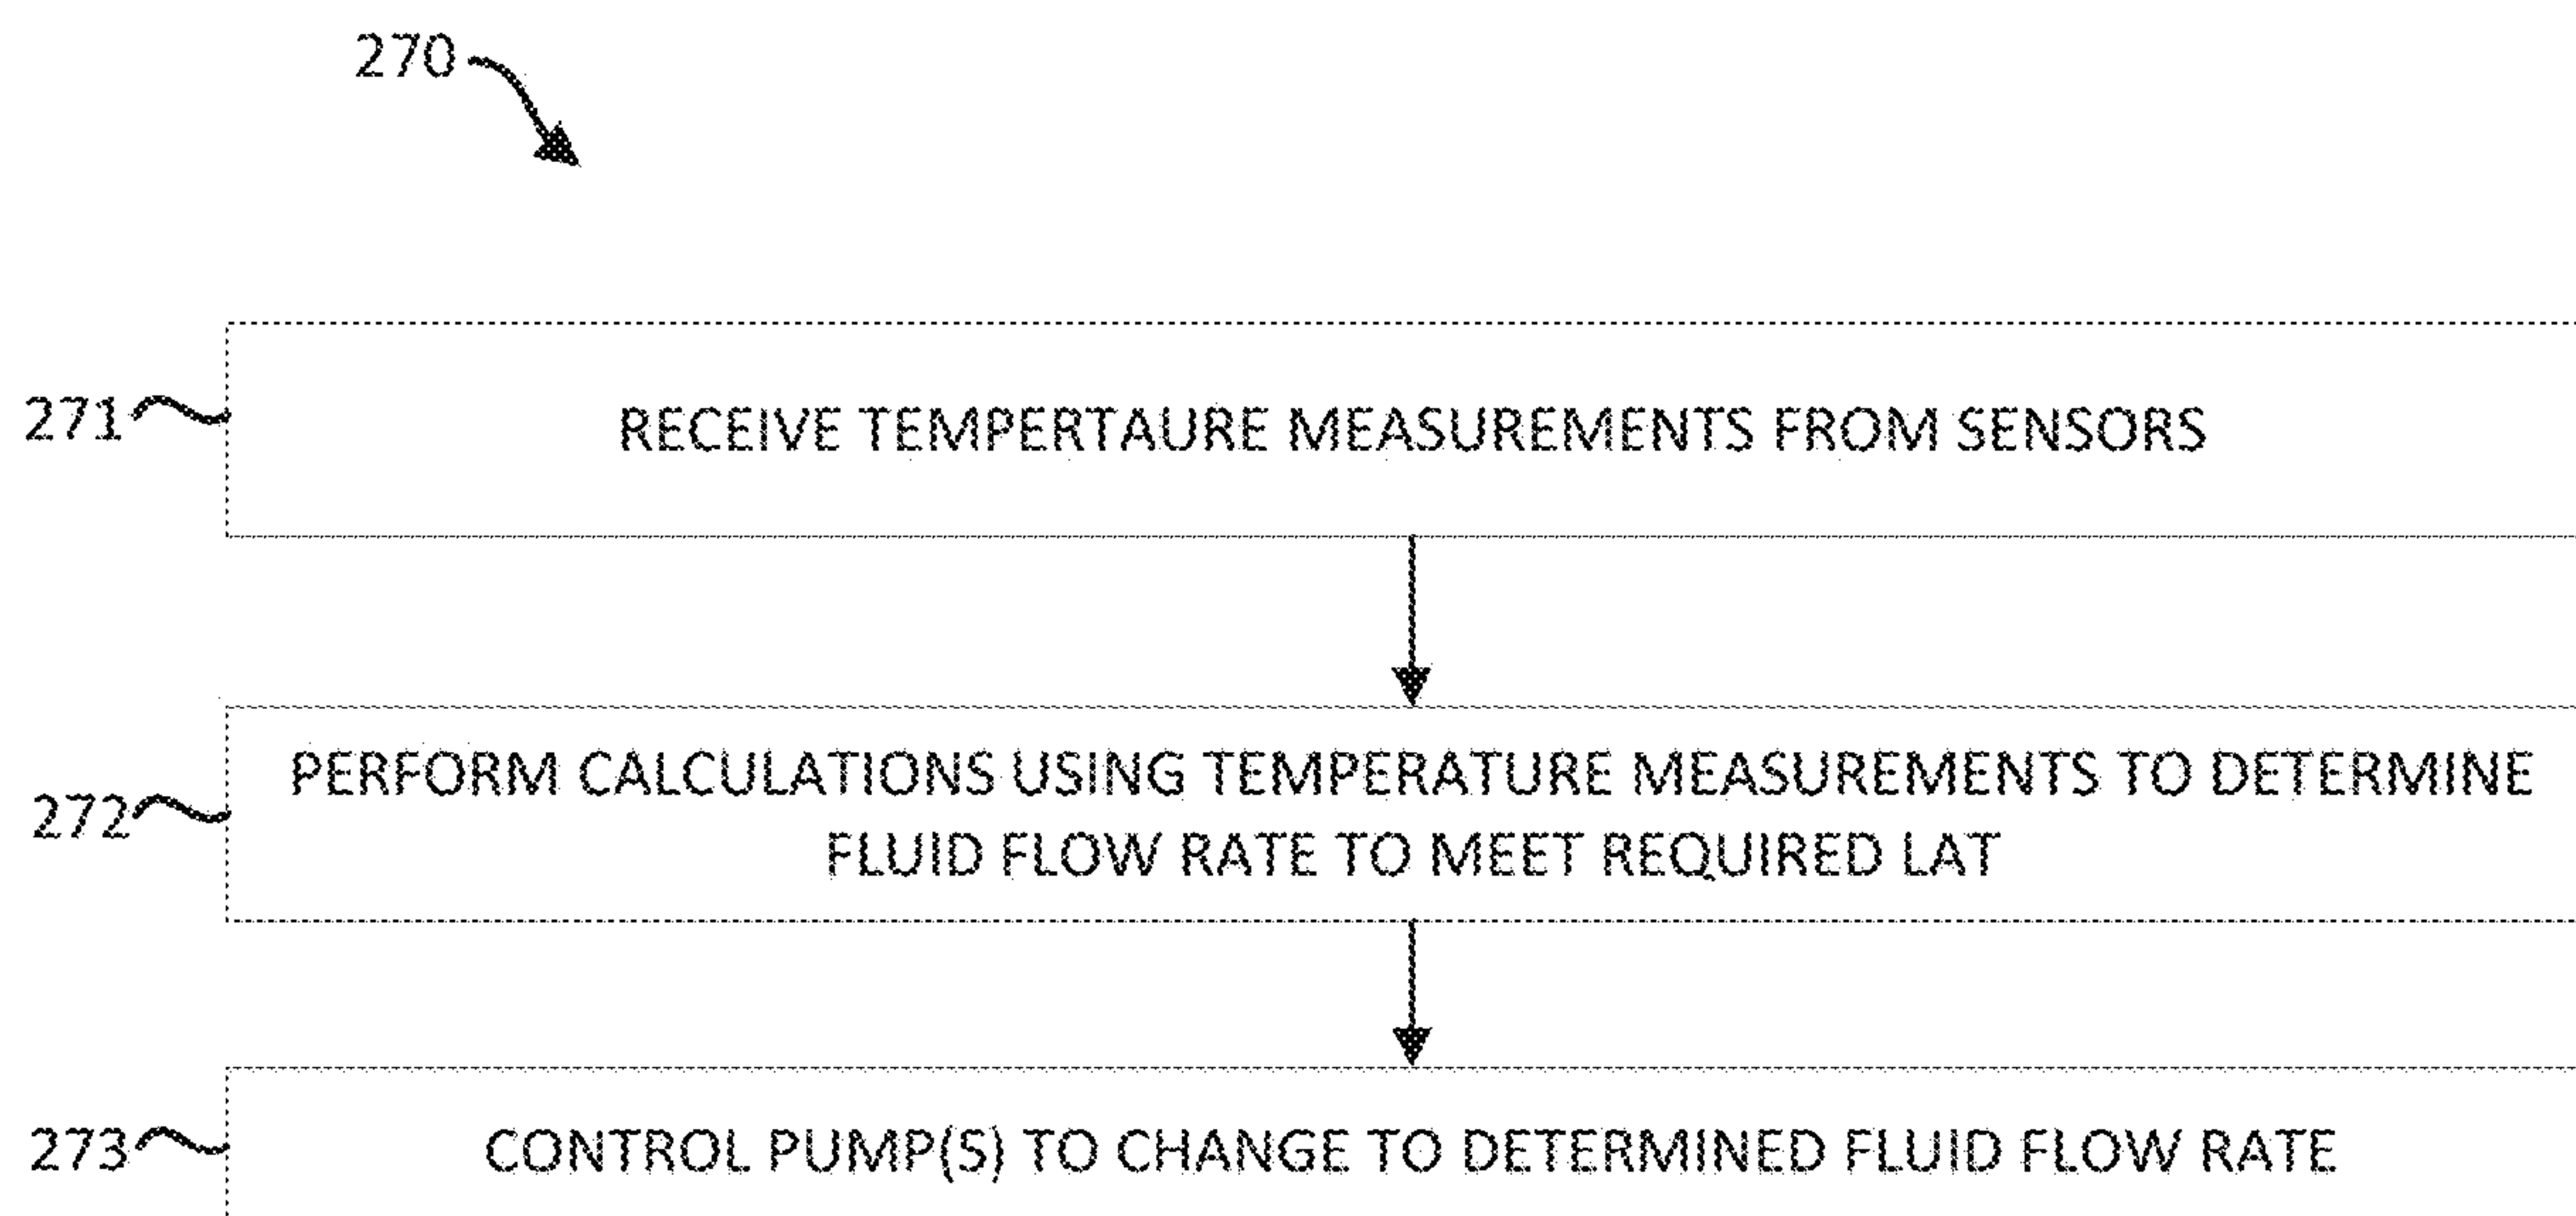 270
271
RECEIVE TEMPERTAURE MEASUREMENTS FROM SENSORS
272
PERFORM CALCULATIONS USING TEMPERATURE MEASUREMENTS TO DETERMINE
FLUID FLOW RATE TO MEET REQUIRED LAT
273
CONTROL PUMP(S) TO CHANGE TO DETERMINED FLUID FLOW RATE